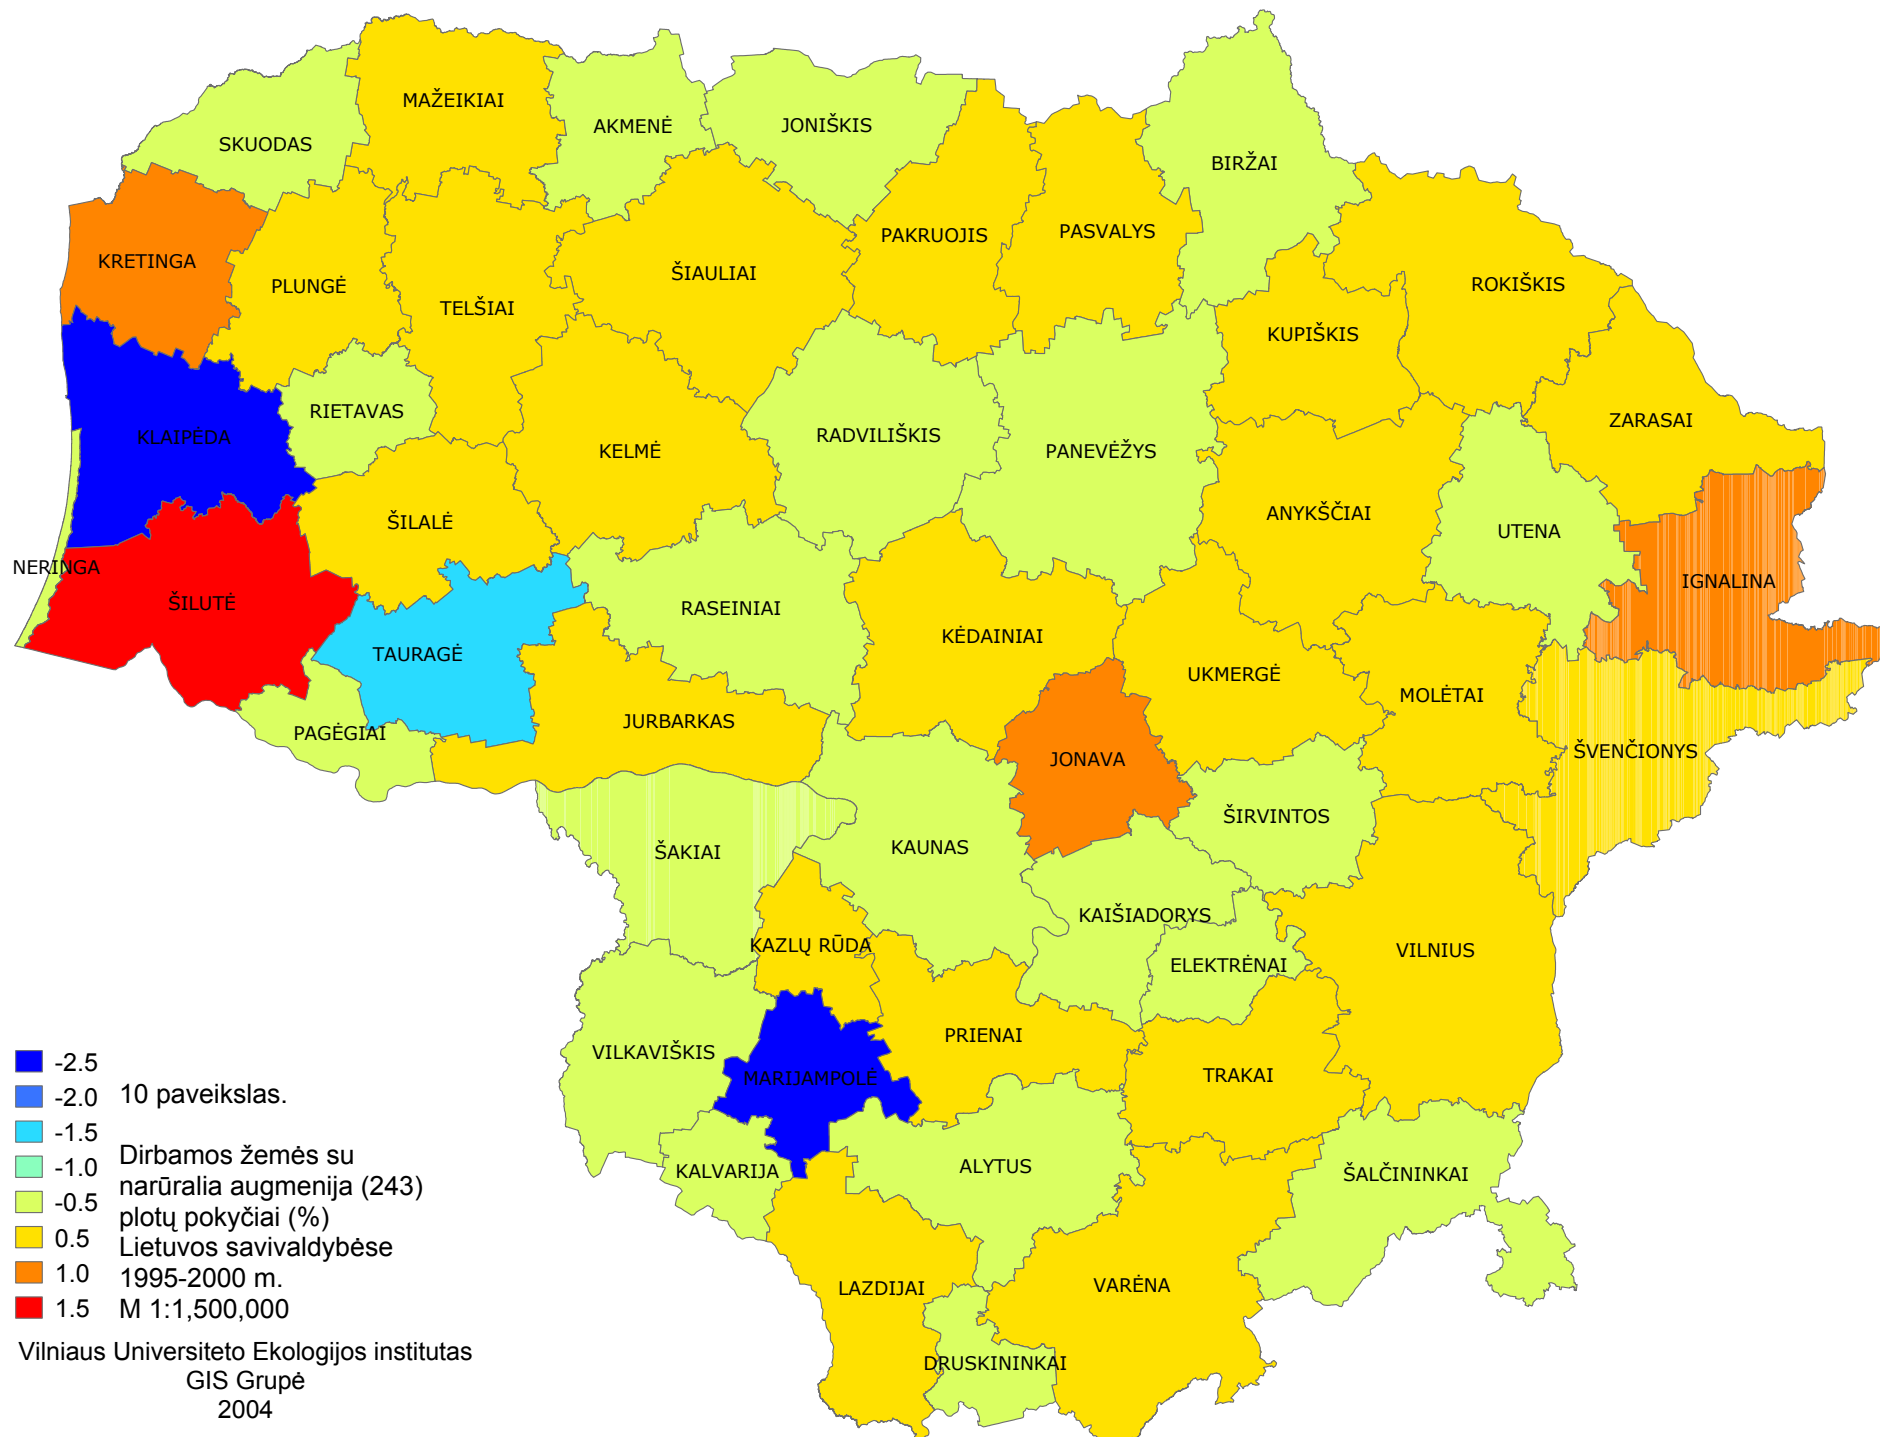 MAŽEIKIAI
SKUODAS
AKMENĖ
JONIŠKIS
BIRŽAI
KRETINGA
PLUNGĖ
TELŠIAI
ŠIAULIAI
PAKRUOJIS
PASVALYS
ROKIŠKIS
KUPIŠKIS
ZARASAI
KLAIPĖDA
RIETAVAS
KELMĖ
RADVILIŠKIS
PANEVĖŽYS
ŠILALĖ
ANYKŠČIAI
UTENA
NERINGA
ŠILUTĖ
IGNALINA
TAURAGĖ
RASEINIAI
KĖDAINIAI
UKMERGĖ
MOLĖTAI
PAGĖGIAI
JURBARKAS
JONAVA
ŠVENČIONYS
ŠAKIAI
KAUNAS
ŠIRVINTOS
KAIŠIADORYS
KAZLŲ RŪDA
ELEKTRĖNAI
VILNIUS
VILKAVIŠKIS
PRIENAI
MARIJAMPOLĖ
TRAKAI
KALVARIJA
ALYTUS
ŠALČININKAI
LAZDIJAI
VARĖNA
DRUSKININKAI
-2.5
-2.0
-1.5
-1.0
-0.5
0.5
1.0
1.5
10 paveikslas.
Dirbamos žemės su
narūralia augmenija (243)
plotų pokyčiai (%)
Lietuvos savivaldybėse
1995-2000 m.
M 1:1,500,000
Vilniaus Universiteto Ekologijos institutas
GIS Grupė
2004